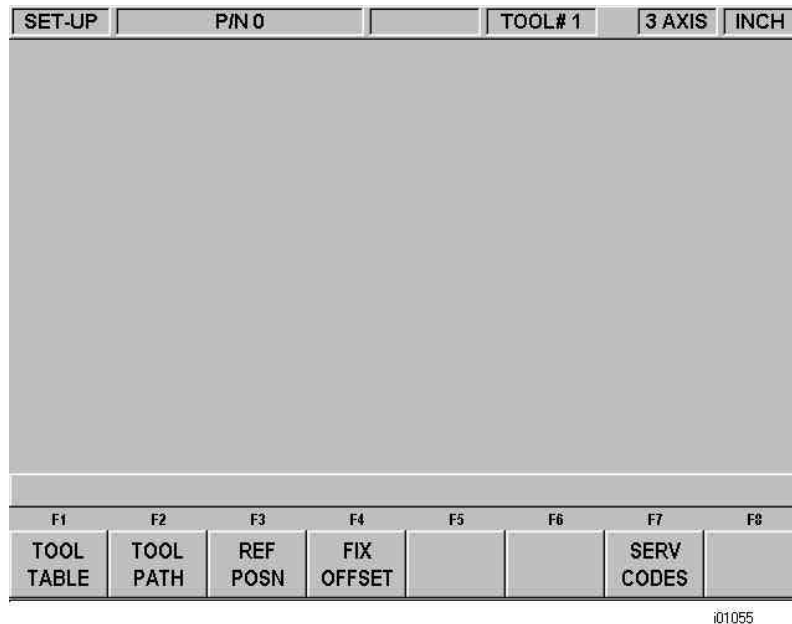 SET-UP P/N 0 TOOL# 1 3 AXIS INCH
F1 F2 F3 F4 F5 F6 F7 F8
TOOL TABLE TOOL PATH REF POSN FIX OFFSET SERV CODES
i01055